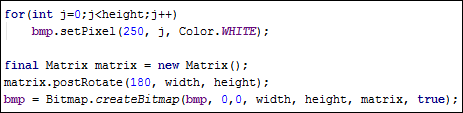 for(int j=0;j<height;j++)
bmp.setPixel(250, j, Color.WHITE);
final Matrix matrix = new Matrix();
matrix.postRotate(180, width, height);
bmp = Bitmap.createBitmap(bmp, 0,0, width, height, matrix, true);